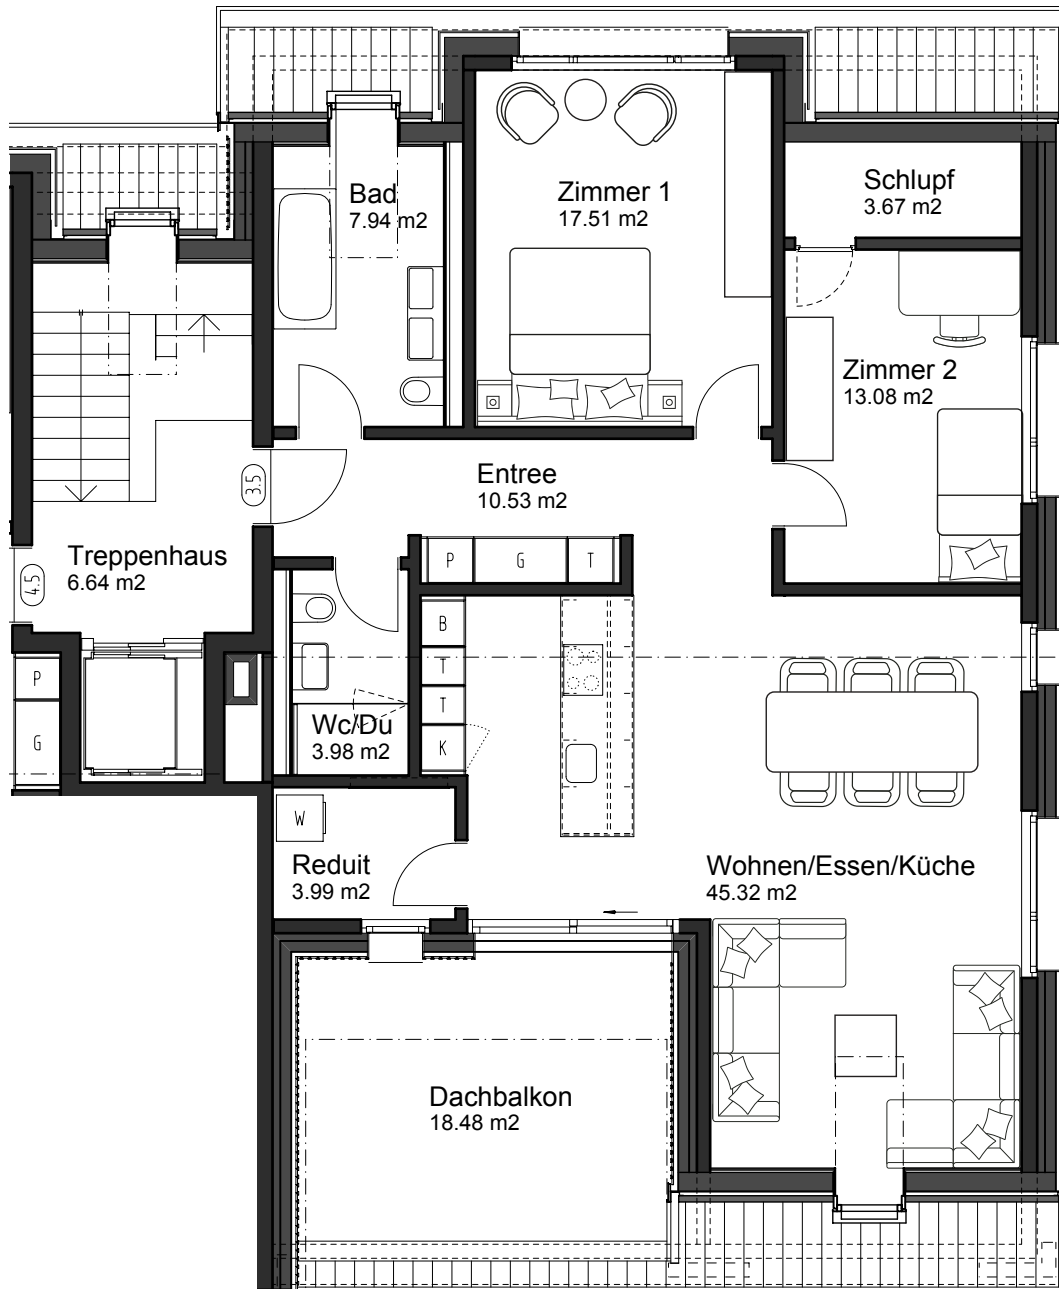 Bad
7.94 m2
Zimmer 1
17.51 m2
Schlupf
3.67 m2
Zimmer 2
13.08 m2
Entree
10.53 m2
3.5
Treppenhaus
6.64 m2
4.5
P
G
T
B
T
T
K
P
G
Wc/Du
3.98 m2
W
Reduit
3.99 m2
Wohnen/Essen/Küche
45.32 m2
Dachbalkon
18.48 m2